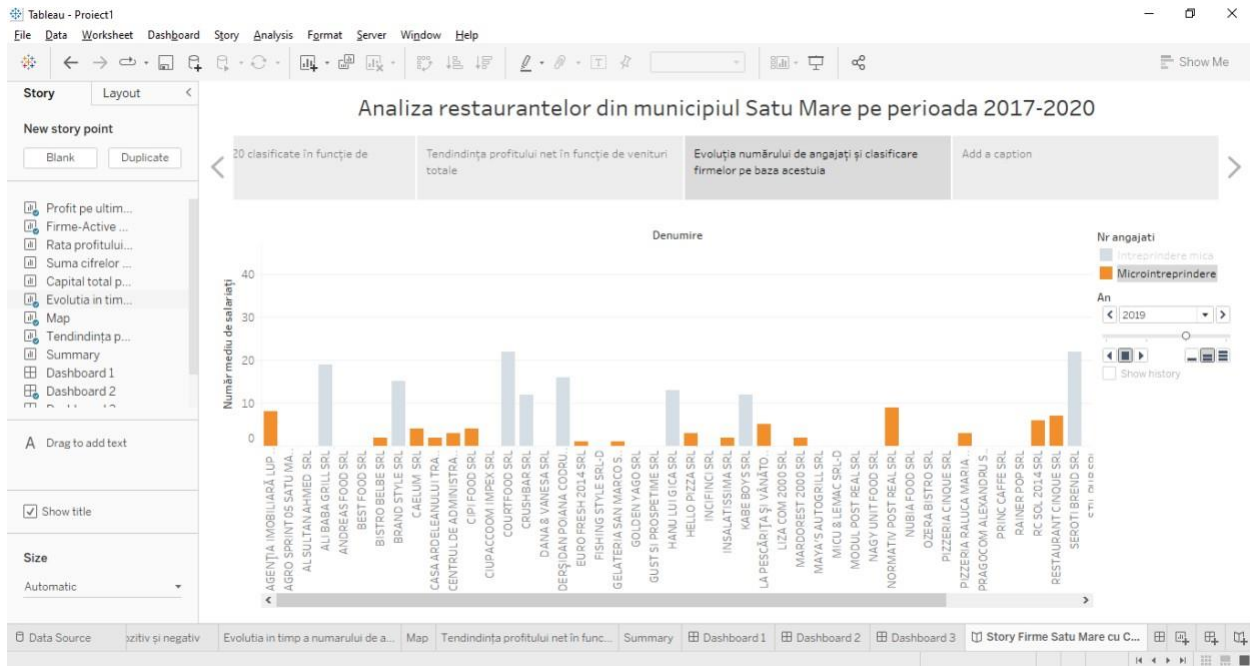 Tableau - Proiect1
File Data Worksheet Dashboard Story Analysis Format Server Window Help
Show Me
Story Layout
New story point
Blank Duplicate
Profit pe ultim...
Firme-Active ...
Rata profitului...
Suma cifrelor ...
Capital total p...
Evolutia in tim...
Map
Tendindința p...
Summary
Dashboard 1
Dashboard 2
A Drag to add text
Show title
Size
Automatic
Analiza restaurantelor din municipiul Satu Mare pe perioada 2017-2020
20 clasificate în funcție de
Tendindința profitului net în funcție de venituri
totale
Evoluția numărului de angajați și clasificare
firmelor pe baza acestuia
Add a caption
Denumire
Număr mediu de salariați
40
30
20
10
0
AGENȚIA IMOBILIARĂ LUP..
AGRO SPRINT OS SATU MA..
AL SULTAN AHMED SRL
ALI BABA GRILL SRL
ANDREAS FOOD SRL
BEST FOOD SRL
BISTRO BELBE SRL
BRAND STYLE SRL
CAELUM SRL
CASA ARDELEANULUI TRA..
CENTRUL DE ADMINISTRA..
CIPI FOOD SRL
CIUPACCOM IMPEX SRL
COURTFOOD SRL
CRUSHBAR SRL
DANA & VANESA SRL
DERȘIDAN POIANA CODRU..
EURO FRESH 2014 SRL
FISHING STYLE SRL-D
GELATERIA SAN MARCO S..
GOLDEN YAGO SRL
GUST SI PROSPETIME SRL
HANU LUI GICA SRL
HELLO PIZZA SRL
INCIFINCI SRL
INSALATISSIMA SRL
KABE BOYS SRL
LA PESCĂRIȚA ȘI VÂNĂTO..
LIZA COM 2000 SRL
MARDOREST 2000 SRL
MAYA'S AUTOGRILL SRL
MICU & LEMAC SRL-D
MODUL POST REAL SRL
NAGY UNIT FOOD SRL
NORMATIV POST REAL SRL
NUBIA FOOD SRL
OZERA BISTRO SRL
PIZZERIA CINQUE SRL
PIZZERIA RALUCA MARIA ..
PRAGOCOM ALEXANDRU S..
PRINC CAFFE SRL
RAINER POP SRL
RC SOL 2014 SRL
RESTAURANT CINQUE SRL
SEROTI BREND SRL
Nr angajati
Intreprindere mica
Microintreprindere
An
2019
Show history
Data Source
ozitiv și negativ
Evolutia in timp a numarului de a...
Map
Tendindința profitului net în func...
Summary
Dashboard 1
Dashboard 2
Dashboard 3
Story Firme Satu Mare cu C...